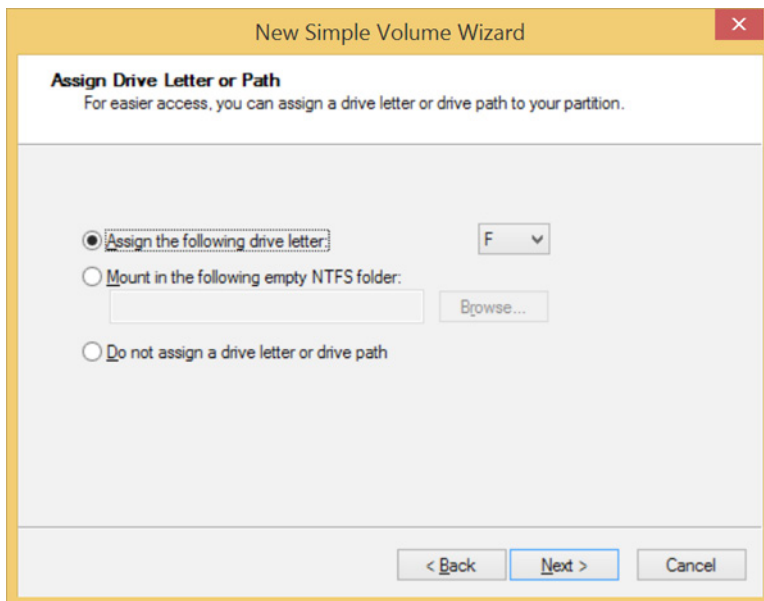 New Simple Volume Wizard
Assign Drive Letter or Path
For easier access, you can assign a drive letter or drive path to your partition.
Assign the following drive letter: F
Mount in the following empty NTFS folder:
Browse...
Do not assign a drive letter or drive path
< Back Next > Cancel